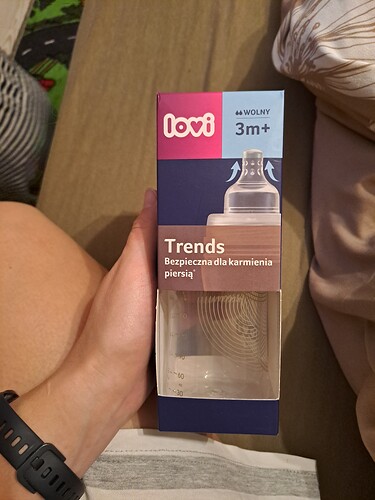 lovi
WOLNY
3m+
Trends
Bezpieczna dla karmienia
piersią*